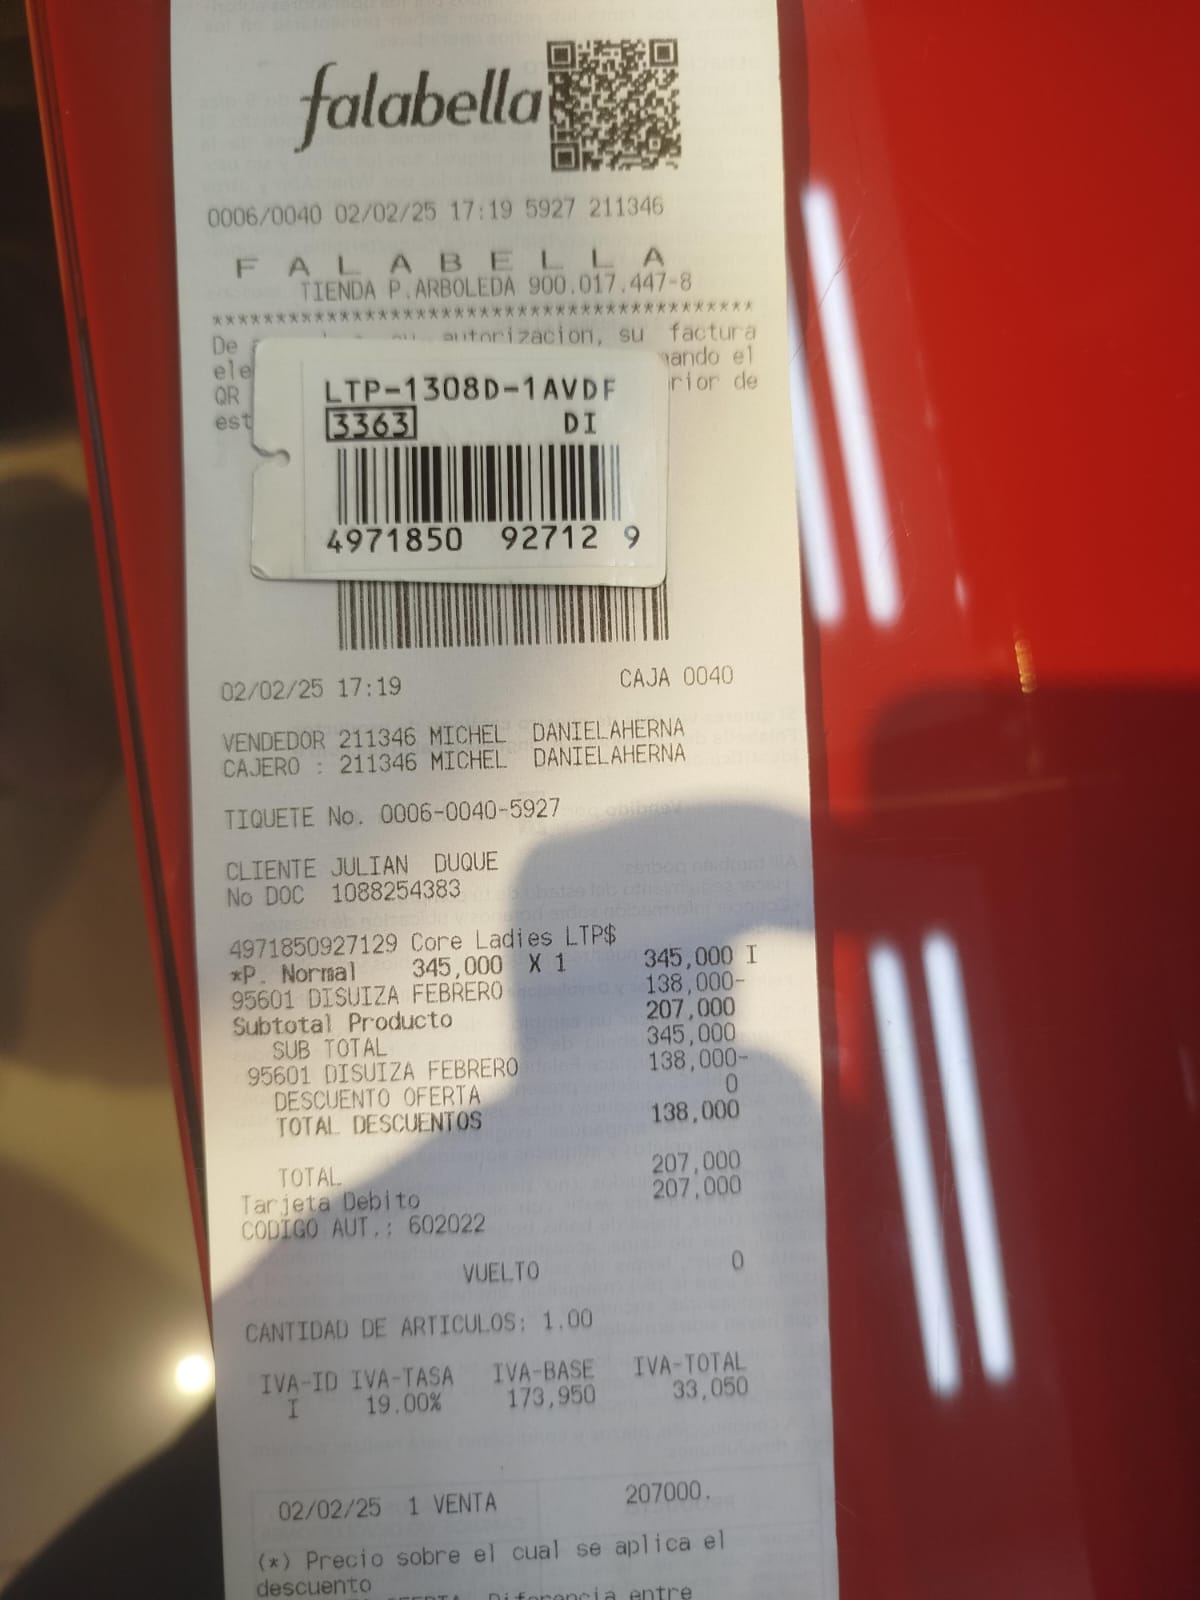 falabella
0006/0040 02/02/25 17:19 5927 211346
F A L A B E L L A
TIENDA P.ARBOLEDA 900.017.447-8
******************************************
De su autorizacion, su factura
el
QR de
LTP-1308D-1AVDF
3363 DI
4971850 92712 9
02/02/25 17:19 CAJA 0040
VENDEDOR 211346 MICHEL DANIELAHERNA
CAJERO : 211346 MICHEL DANIELAHERNA
TIQUETE No. 0006-0040-5927
CLIENTE JULIAN DUQUE
No DOC 1088254383
4971850927129 Core Ladies LTP$
*P. Normal 345,000 X 1 345,000 I
95601 DISUIZA FEBRERO 138,000-
Subtotal Producto 207,000
SUB TOTAL 345,000
95601 DISUIZA FEBRERO 138,000-
DESCUENTO OFERTA 0
TOTAL DESCUENTOS 138,000
TOTAL 207,000
Tarjeta Debito 207,000
CODIGO AUT.: 602022
VUELTO 0
CANTIDAD DE ARTICULOS: 1.00
IVA-ID IVA-TASA IVA-BASE IVA-TOTAL
I 19.00% 173,950 33,050
02/02/25 1 VENTA 207000.
(*) Precio sobre el cual se aplica el
descuento
Diferencia entre